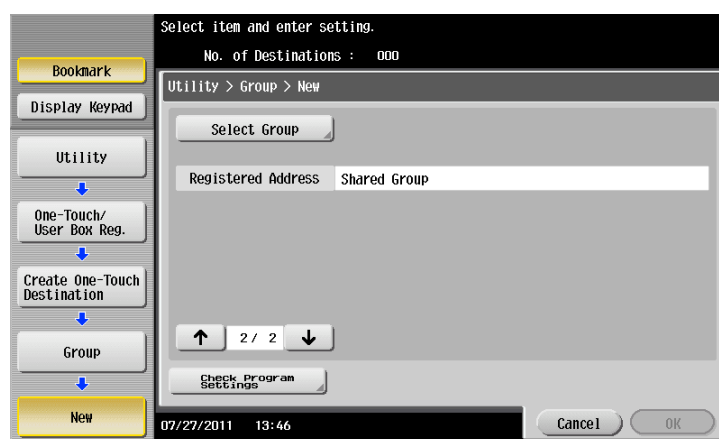 Select item and enter setting.
No. of Destinations : 000
Bookmark
Display Keypad
Utility
One-Touch/
User Box Reg.
Create One-Touch
Destination
Group
New
Utility > Group > New
Select Group
Registered Address Shared Group
↑ 2/ 2 ↓
Check Program
Settings
07/27/2011 13:46
Cancel OK